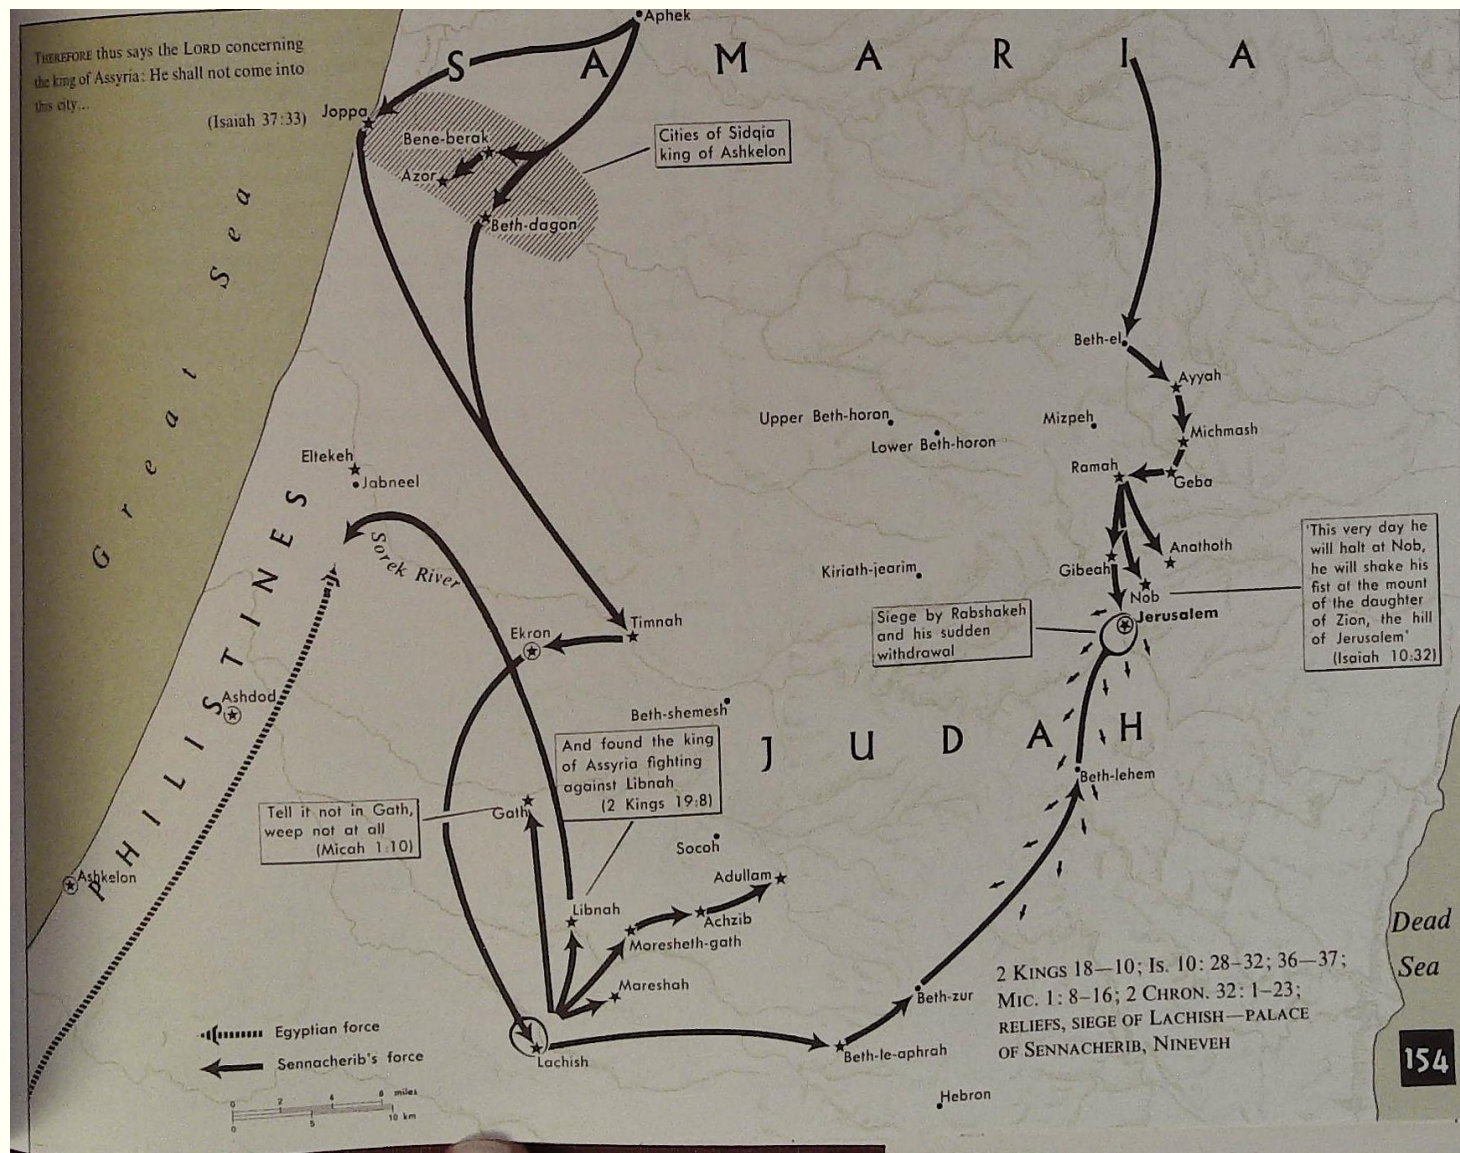 THEREFORE thus says the LORD concerning
the king of Assyria: He shall not come into
this city...
(Isaiah 37:33)
Aphek
S A M A R I A
Joppa
Bene-berak
Azor
Beth-dagon
Cities of Sidqia
king of Ashkelon
Great Sea
Beth-el
Ayyah
Upper Beth-horon
Lower Beth-horon
Mizpeh
Michmash
Ramah
Geba
Eltekeh
Jabneel
Sorek River
Kiriath-jearim
Gibeah
Anathoth
Nob
Jerusalem
'This very day he
will halt at Nob,
he will shake his
fist at the mount
of the daughter
of Zion, the hill
of Jerusalem'
(Isaiah 10:32)
Siege by Rabshakeh
and his sudden
withdrawal
Timnah
Ekron
PHILISTINES
Ashdod
Beth-shemesh
J U D A H
And found the king
of Assyria fighting
against Libnah
(2 Kings 19:8)
Beth-lehem
Tell it not in Gath,
weep not at all
(Micah 1:10)
Gath
Socoh
Adullam
Ashkelon
Libnah
Achzib
Moresheth-gath
Mareshah
Dead
Sea
Beth-zur
2 KINGS 18—10; IS. 10: 28–32; 36—37;
MIC. 1: 8–16; 2 CHRON. 32: 1–23;
RELIEFS, SIEGE OF LACHISH—PALACE
OF SENNACHERIB, NINEVEH
Egyptian force
Sennacherib's force
Lachish
Beth-le-aphrah
154
Hebron
0 2 4 6 miles
0 5 10 km